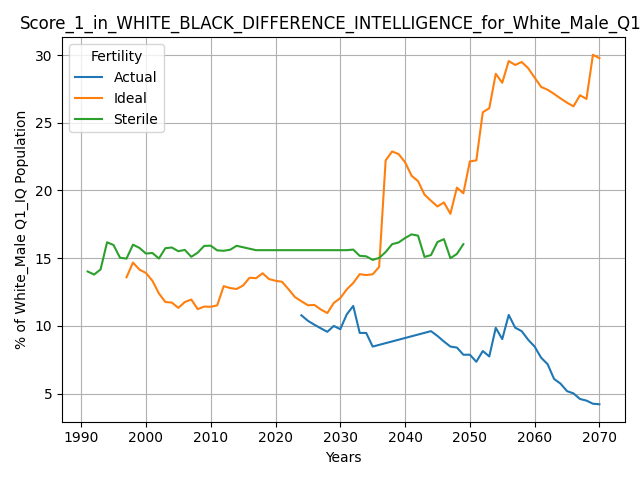 Score_1_in_WHITE_BLACK_DIFFERENCE_INTELLIGENCE_for_White_Male_Q1
Fertility
Actual
Ideal
Sterile
% of White_Male Q1_IQ Population
30
25
20
15
10
5
1990 2000 2010 2020 2030 2040 2050 2060 2070
Years